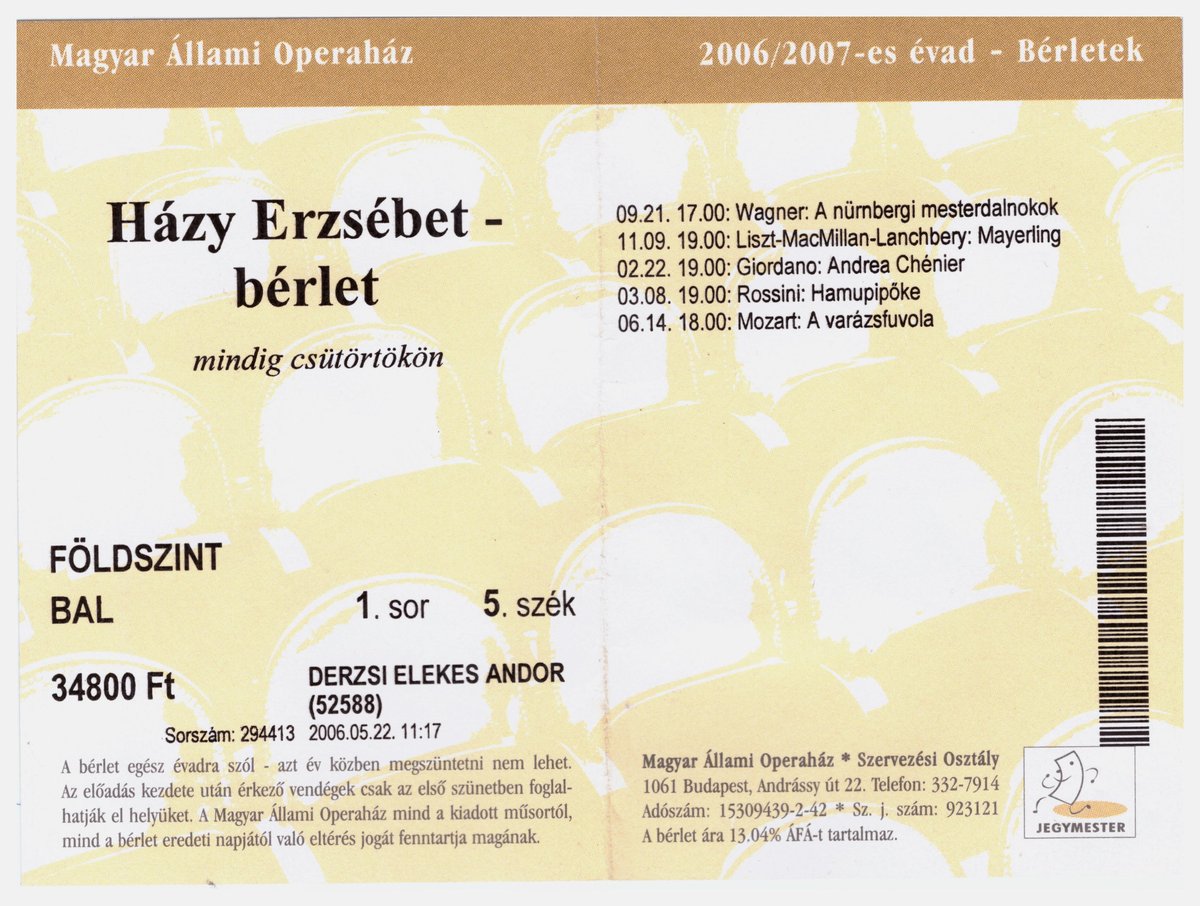 Magyar Állami Operaház
2006/2007-es évad - Bérletek
Házy Erzsébet -
bérlet
mindig csütörtökön
09.21. 17.00: Wagner: A nürnbergi mesterdalnokok
11.09. 19.00: Liszt-MacMillan-Lanchbery: Mayerling
02.22. 19.00: Giordano: Andrea Chénier
03.08. 19.00: Rossini: Hamupipőke
06.14. 18.00: Mozart: A varázsfuvola
FÖLDSZINT
BAL 1. sor 5. szék
34800 Ft
DERZSI ELEKES ANDOR
(52588)
Sorszám: 294413 2006.05.22. 11:17
A bérlet egész évadra szól - azt év közben megszüntetni nem lehet.
Az előadás kezdete után érkező vendégek csak az első szünetben foglal-
hatják el helyüket. A Magyar Állami Operaház mind a kiadott műsortól,
mind a bérlet eredeti napjától való eltérés jogát fenntartja magának.
Magyar Állami Operaház * Szervezési Osztály
1061 Budapest, Andrássy út 22. Telefon: 332-7914
Adószám: 15309439-2-42 * Sz. j. szám: 923121
A bérlet ára 13.04% ÁFÁ-t tartalmaz.
JEGYMESTER